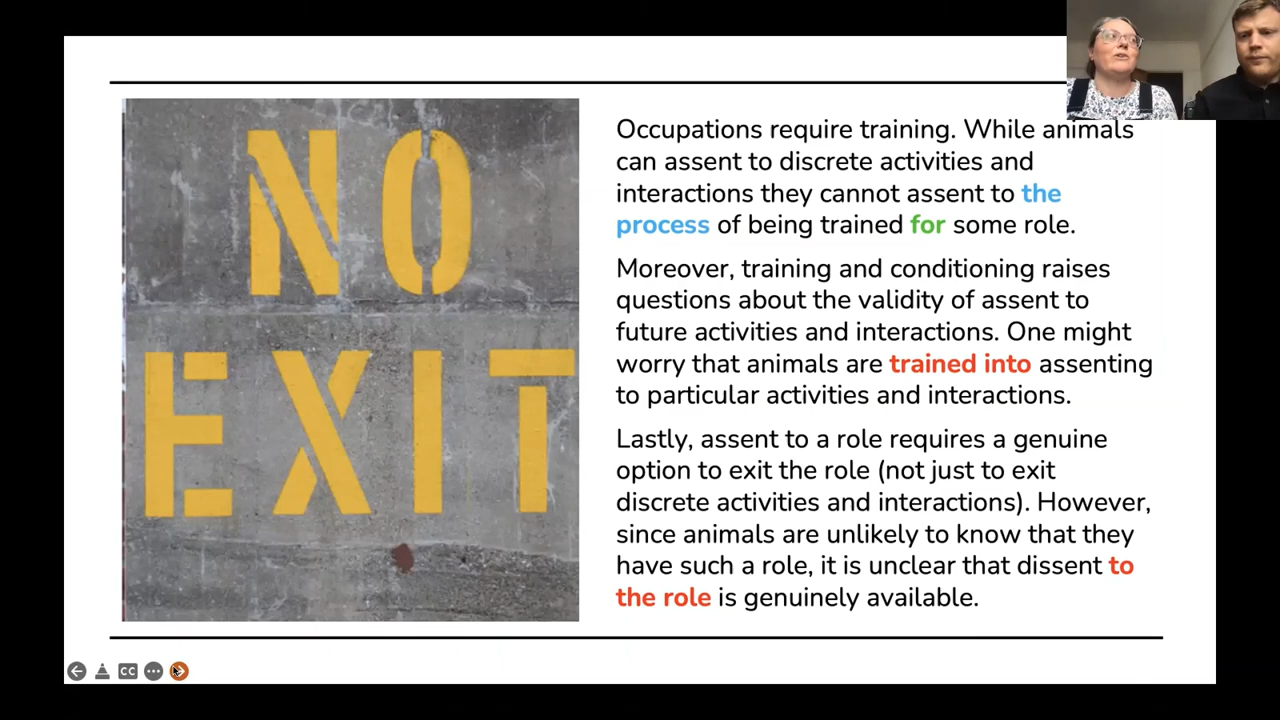 NO
EXIT
Occupations require training. While animals
can assent to discrete activities and
interactions they cannot assent to the
process of being trained for some role.
Moreover, training and conditioning raises
questions about the validity of assent to
future activities and interactions. One might
worry that animals are trained into assenting
to particular activities and interactions.
Lastly, assent to a role requires a genuine
option to exit the role (not just to exit
discrete activities and interactions). However,
since animals are unlikely to know that they
have such a role, it is unclear that dissent to
the role is genuinely available.
CC